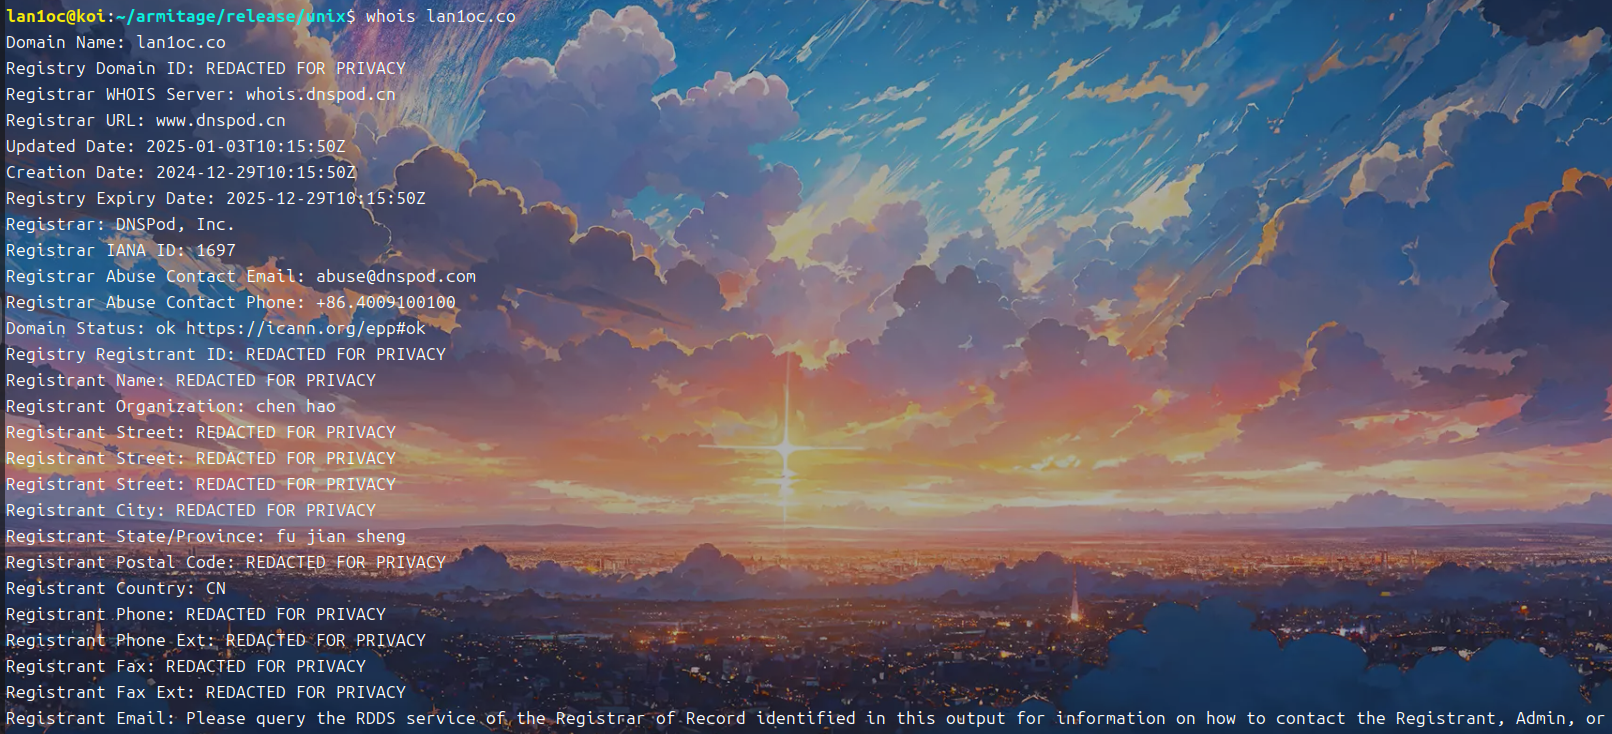 lan1oc@koi:~/armitage/release/unix$ whois lan1oc.co
Domain Name: lan1oc.co
Registry Domain ID: REDACTED FOR PRIVACY
Registrar WHOIS Server: whois.dnspod.cn
Registrar URL: www.dnspod.cn
Updated Date: 2025-01-03T10:15:50Z
Creation Date: 2024-12-29T10:15:50Z
Registry Expiry Date: 2025-12-29T10:15:50Z
Registrar: DNSPod, Inc.
Registrar IANA ID: 1697
Registrar Abuse Contact Email: abuse@dnspod.com
Registrar Abuse Contact Phone: +86.4009100100
Domain Status: ok https://icann.org/epp#ok
Registry Registrant ID: REDACTED FOR PRIVACY
Registrant Name: REDACTED FOR PRIVACY
Registrant Organization: chen hao
Registrant Street: REDACTED FOR PRIVACY
Registrant Street: REDACTED FOR PRIVACY
Registrant Street: REDACTED FOR PRIVACY
Registrant City: REDACTED FOR PRIVACY
Registrant State/Province: fu jian sheng
Registrant Postal Code: REDACTED FOR PRIVACY
Registrant Country: CN
Registrant Phone: REDACTED FOR PRIVACY
Registrant Phone Ext: REDACTED FOR PRIVACY
Registrant Fax: REDACTED FOR PRIVACY
Registrant Fax Ext: REDACTED FOR PRIVACY
Registrant Email: Please query the RDDS service of the Registrar of Record identified in this output for information on how to contact the Registrant, Admin, or